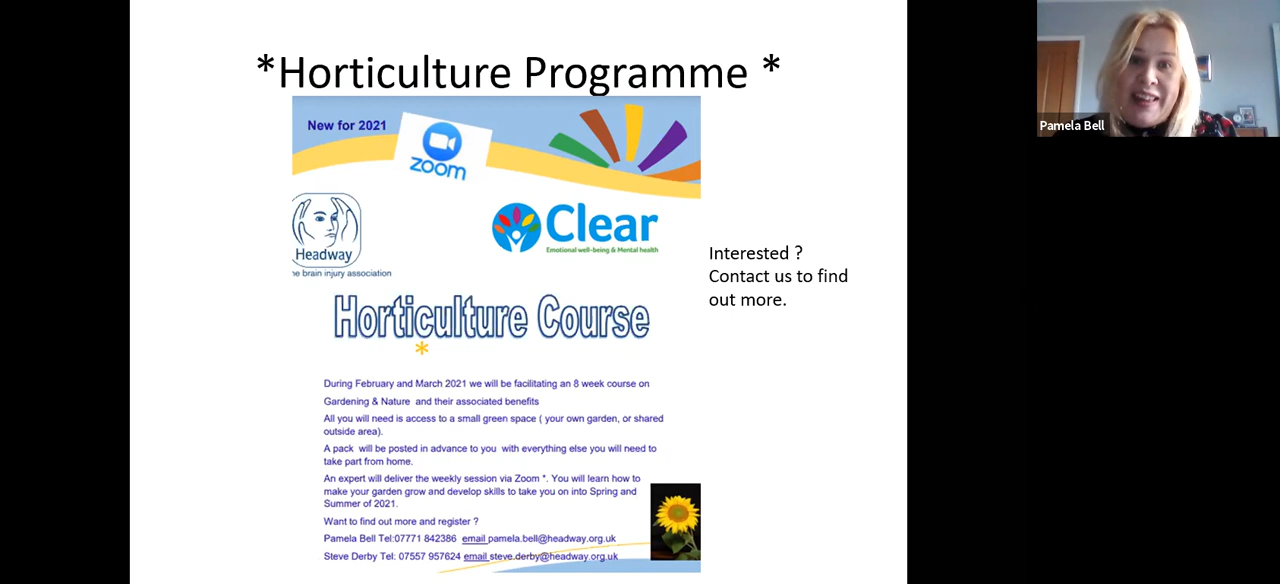 *Horticulture Programme *
New for 2021
zoom
Headway
he brain injury association
Clear
Emotional well-being & Mental health
Horticulture Course
*
During February and March 2021 we will be facilitating an 8 week course on
Gardening & Nature and their associated benefits
All you will need is access to a small green space ( your own garden, or shared
outside area).
A pack will be posted in advance to you with everything else you will need to
take part from home.
An expert will deliver the weekly session via Zoom *. You will learn how to
make your garden grow and develop skills to take you on into Spring and
Summer of 2021.
Want to find out more and register ?
Pamela Bell Tel:07771 842386 email pamela.bell@headway.org.uk
Steve Derby Tel: 07557 957624 email steve.derby@headway.org.uk
Interested ?
Contact us to find
out more.
Pamela Bell